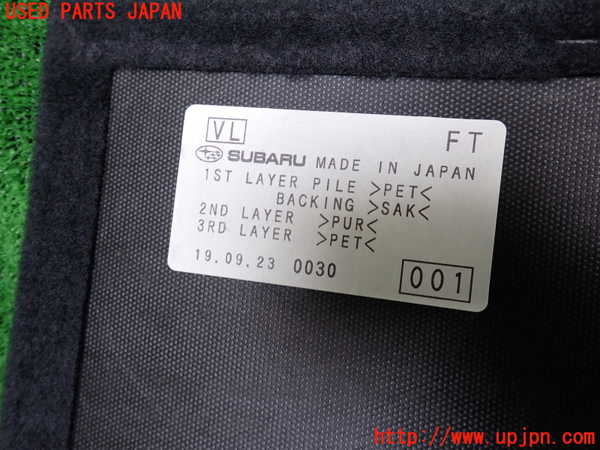 USED PARTS JAPAN
VL
FT
SUBARU MADE IN JAPAN
1ST LAYER PILE >PET<
BACKING >SAK<
2ND LAYER >PUR<
3RD LAYER >PET<
19.09.23 0030
001
http://www.upjpn.com/